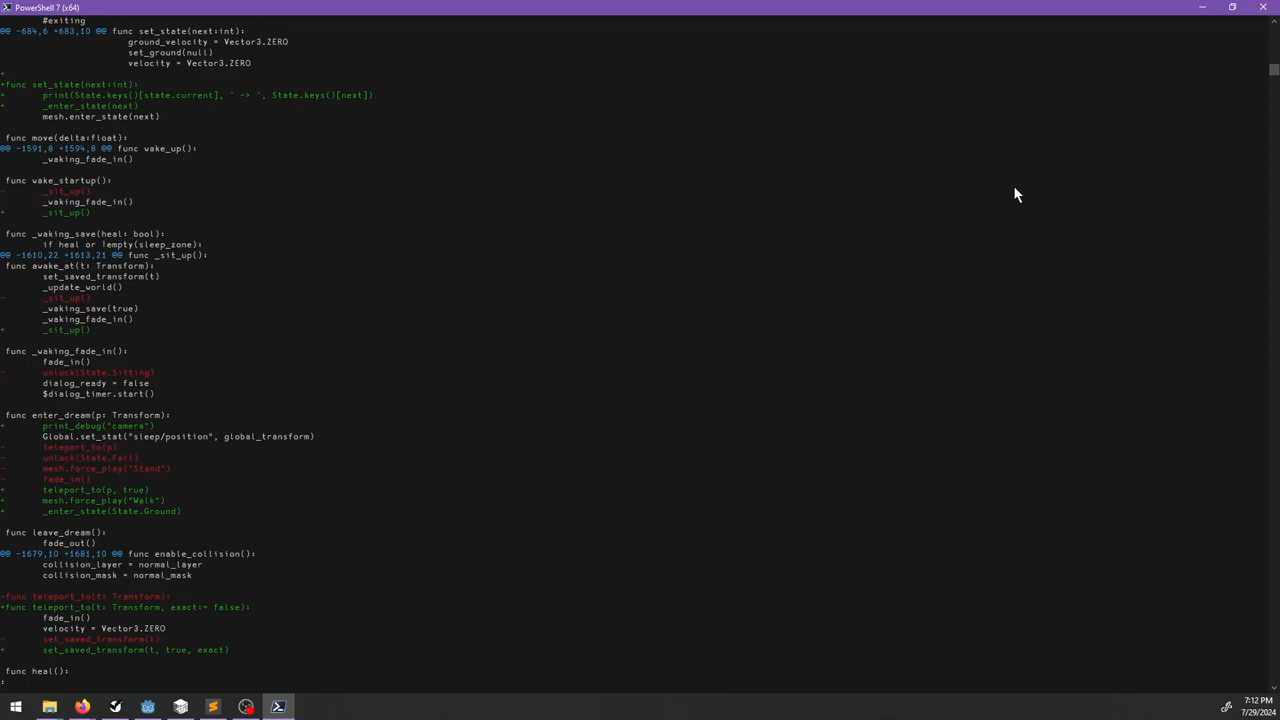 PowerShell 7 (x64)
#exiting
@@ -684,6 +683,10 @@ func set_state(next:int):
ground_velocity = Vector3.ZERO
set_ground(null)
velocity = Vector3.ZERO
+
+func set_state(next:int):
+ print(State.keys()[state.current], ' -> ', State.keys()[next])
+ _enter_state(next)
mesh.enter_state(next)
func move(delta:float):
@@ -1591,8 +1594,8 @@ func wake_up():
_waking_fade_in()
func wake_startup():
- _sit_up()
_waking_fade_in()
+ _sit_up()
func _waking_save(heal: bool):
if heal or !empty(sleep_zone):
@@ -1610,22 +1613,21 @@ func _sit_up():
func awake_at(t: Transform):
set_saved_transform(t)
_update_world()
- _sit_up()
_waking_save(true)
_waking_fade_in()
+ _sit_up()
func _waking_fade_in():
fade_in()
- unlock(State.Sitting)
dialog_ready = false
$dialog_timer.start()
func enter_dream(p: Transform):
+ print_debug("camera")
Global.set_stat("sleep/position", global_transform)
- teleport_to(p)
- unlock(State.Fall)
- mesh.force_play("Stand")
- fade_in()
+ teleport_to(p, true)
+ mesh.force_play("Walk")
+ _enter_state(State.Ground)
func leave_dream():
fade_out()
@@ -1679,10 +1681,10 @@ func enable_collision():
collision_layer = normal_layer
collision_mask = normal_mask
-func teleport_to(t: Transform):
+func teleport_to(t: Transform, exact:= false):
fade_in()
velocity = Vector3.ZERO
- set_saved_transform(t)
+ set_saved_transform(t, true, exact)
func heal():
:
7:12 PM
7/29/2024